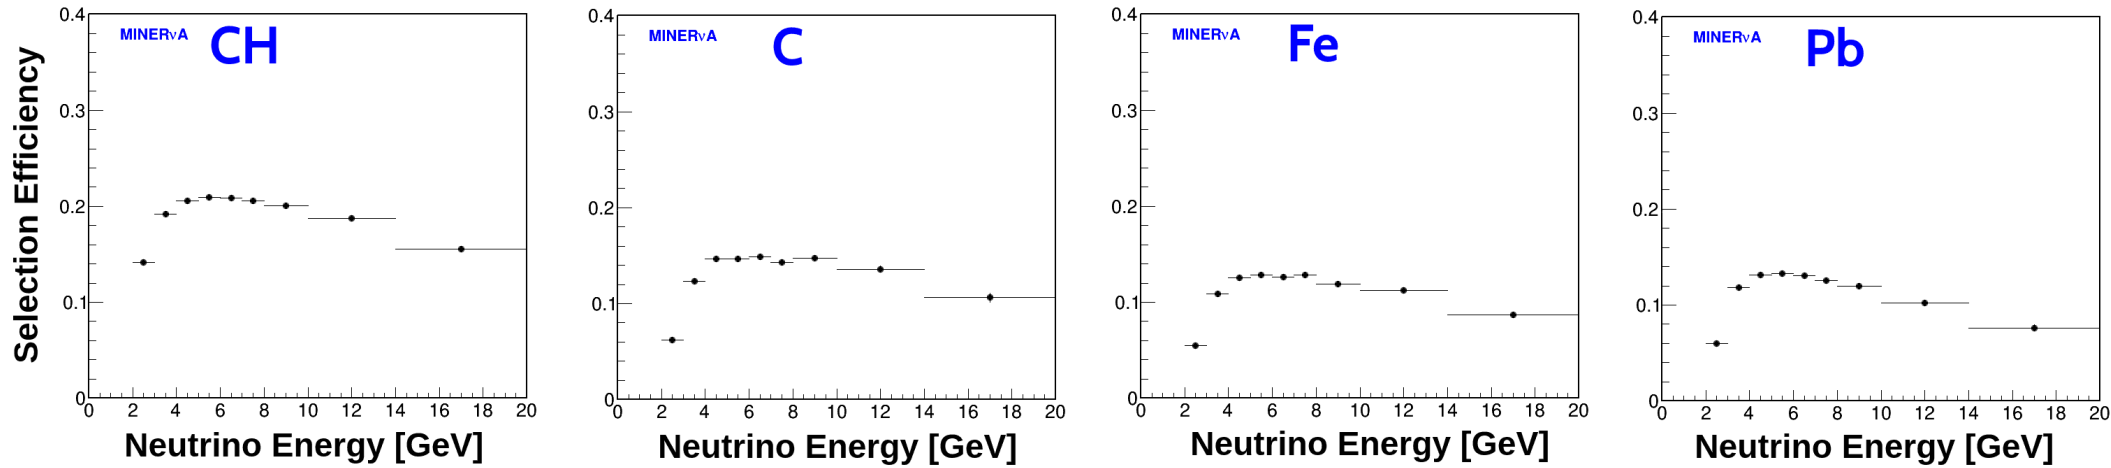 Selection Efficiency
MINERνA CH
0.4
0.3
0.2
0.1
0
0 2 4 6 8 10 12 14 16 18 20
Neutrino Energy [GeV]
MINERνA C
0.4
0.3
0.2
0.1
0
0 2 4 6 8 10 12 14 16 18 20
Neutrino Energy [GeV]
MINERνA Fe
0.4
0.3
0.2
0.1
0
0 2 4 6 8 10 12 14 16 18 20
Neutrino Energy [GeV]
MINERνA Pb
0.4
0.3
0.2
0.1
0
0 2 4 6 8 10 12 14 16 18 20
Neutrino Energy [GeV]